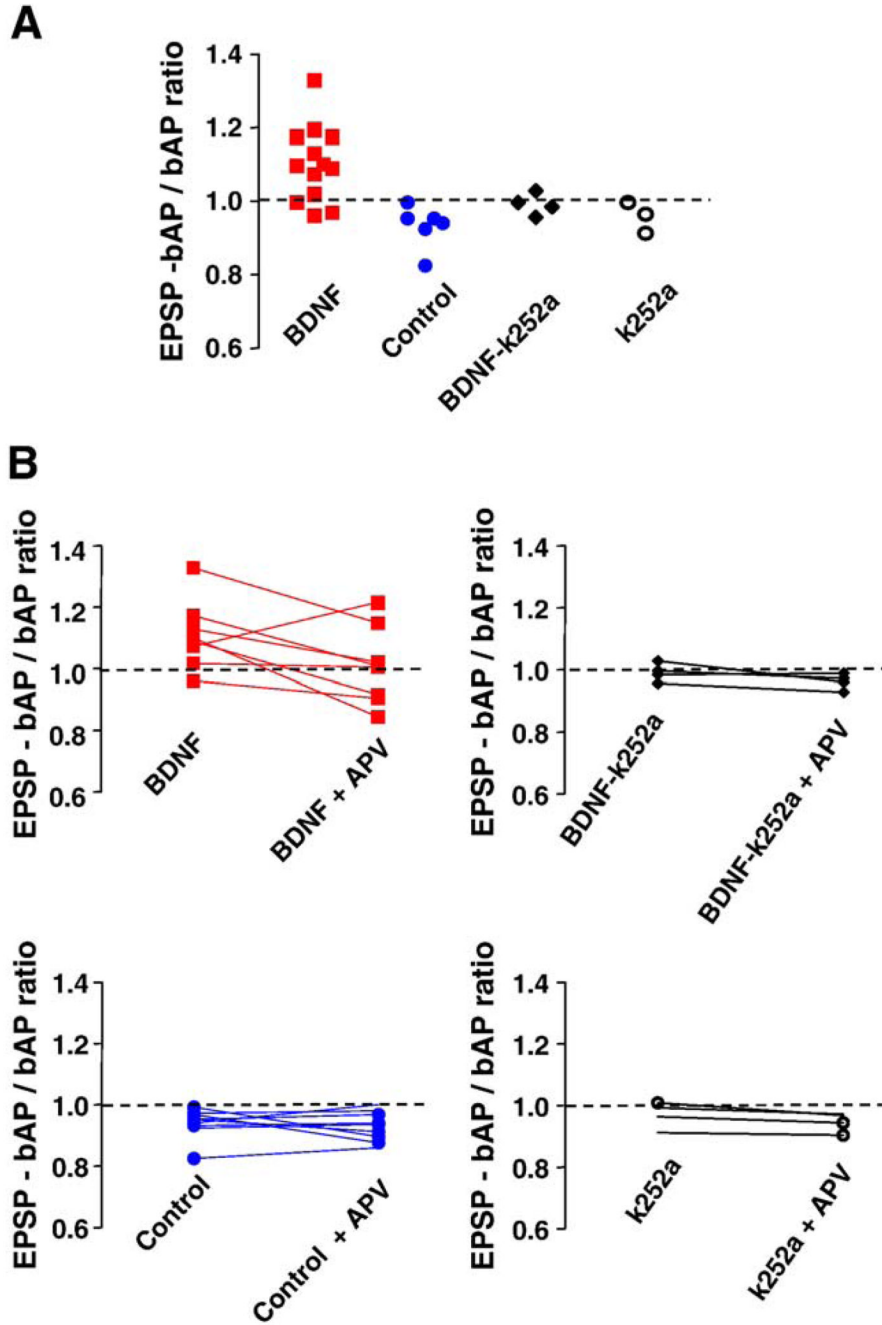 A
EPSP -bAP / bAP ratio
1.4
1.2
1.0
0.8
0.6
BDNF
Control
BDNF-k252a
k252a
B
EPSP - bAP / bAP ratio
1.4
1.2
1.0
0.8
0.6
BDNF
BDNF + APV
EPSP - bAP / bAP ratio
1.4
1.2
1.0
0.8
0.6
BDNF-k252a
BDNF-k252a + APV
EPSP - bAP / bAP ratio
1.4
1.2
1.0
0.8
0.6
Control
Control + APV
EPSP - bAP / bAP ratio
1.4
1.2
1.0
0.8
0.6
k252a
k252a + APV